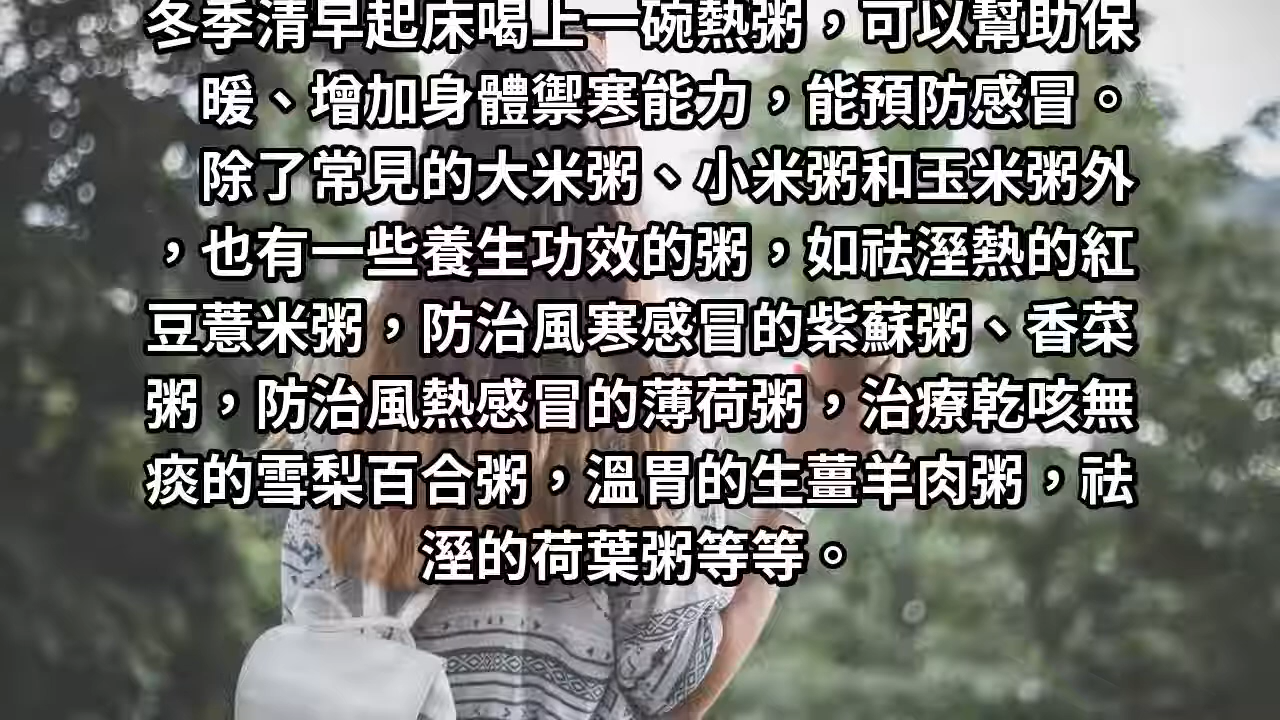 冬季清早起床喝上一碗熱粥，可以幫助保
暖、增加身體禦寒能力，能預防感冒。
除了常見的大米粥、小米粥和玉米粥外
，也有一些養生功效的粥，如祛溼熱的紅
豆薏米粥，防治風寒感冒的紫蘇粥、香菜
粥，防治風熱感冒的薄荷粥，治療乾咳無
痰的雪梨百合粥，溫胃的生薑羊肉粥，祛
溼的荷葉粥等等。